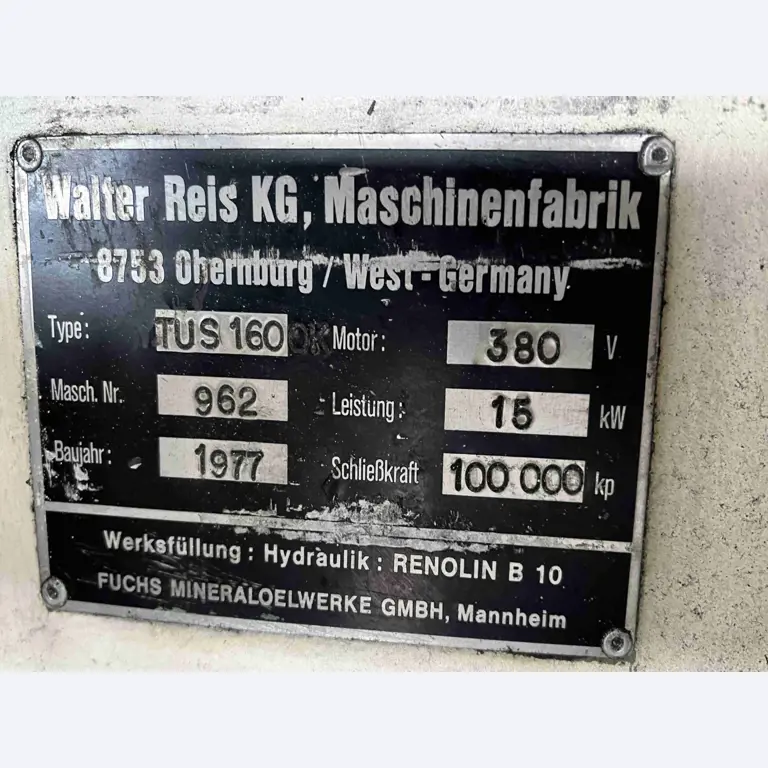 Walter Reis KG, Maschinenfabrik
8753 Obernburg / West-Germany
Type: TUS 160 OK Motor: 380 V
Masch. Nr. 962 Leistung: 15 kW
Baujahr: 1977 Schließkraft 100 000 kp
Werksfüllung: Hydraulik: RENOLIN B 10
FUCHS MINERALOELWERKE GMBH, Mannheim